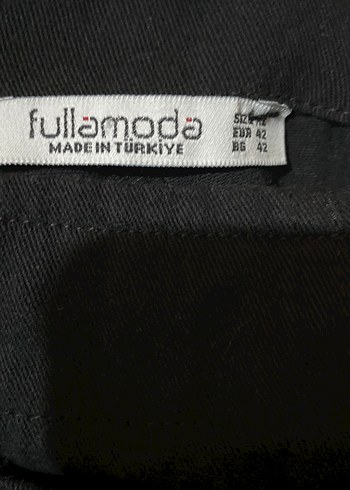 fullamoda
MADE IN TÜRKİYE
SIZE
EUR 42
BG 42